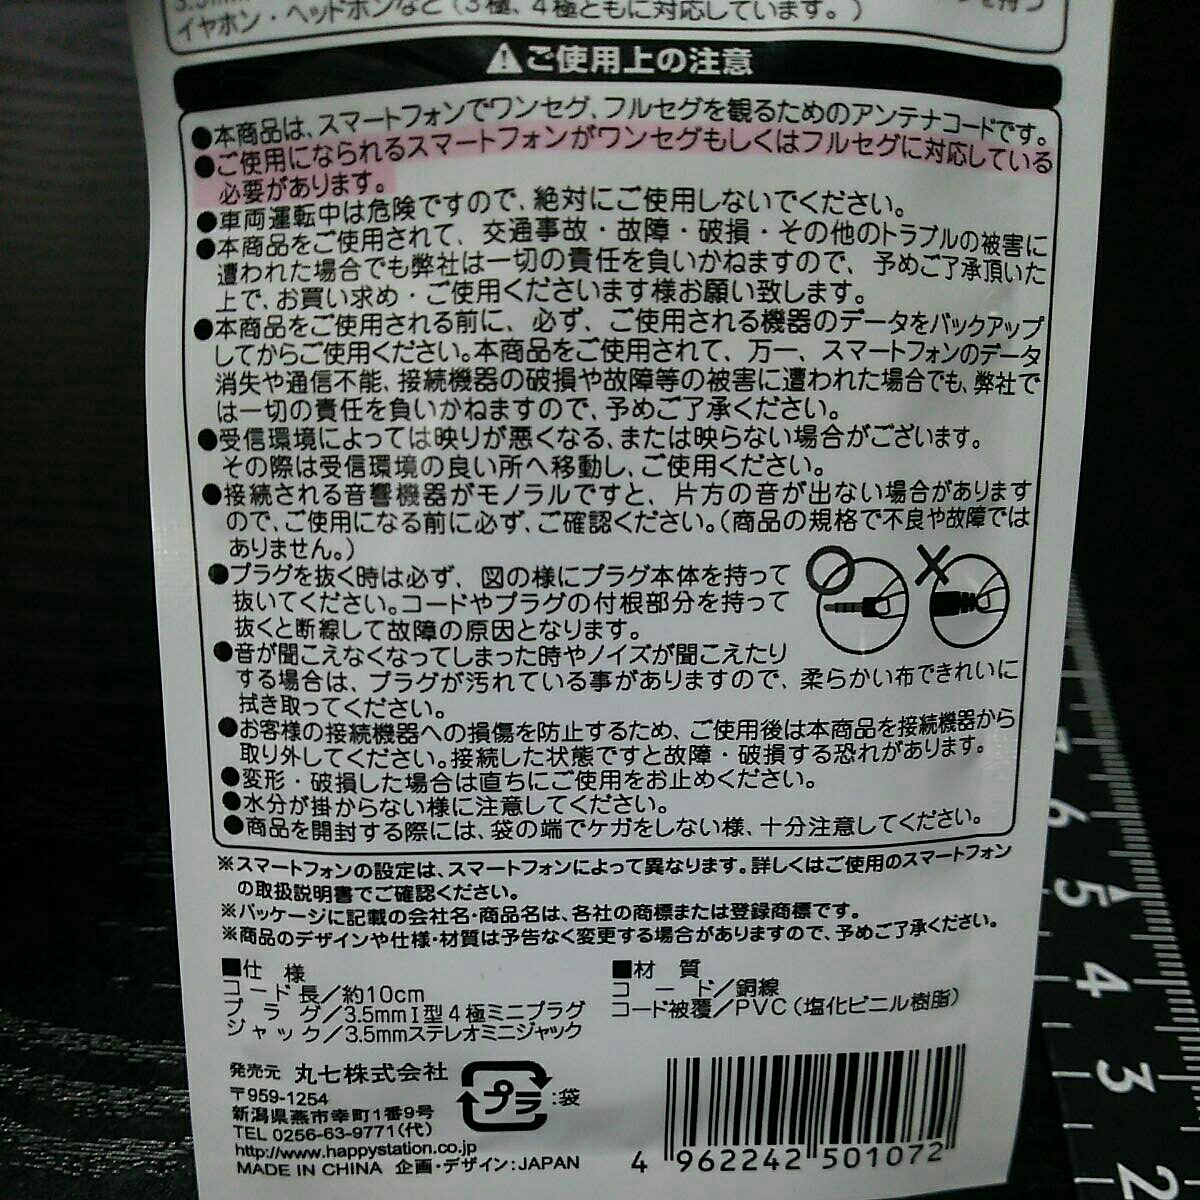 イヤホン・ヘッドホンなど(3極、4極ともに対応しています。)
ご使用上の注意
●本商品は、スマートフォンでワンセグ、フルセグを観るためのアンテナコードです。
●ご使用になられるスマートフォンがワンセグもしくはフルセグに対応している
必要があります。
●車両運転中は危険ですので、絶対にご使用しないでください。
●本商品をご使用されて、交通事故・故障・破損・その他のトラブルの被害に
遭われた場合でも弊社は一切の責任を負いかねますので、予めご了承頂いた
上で、お買い求め・ご使用くださいます様お願い致します。
●本商品をご使用される前に、必ず、ご使用される機器のデータをバックアップ
してからご使用ください。本商品をご使用されて、万一、スマートフォンのデータ
消失や通信不能、接続機器の破損や故障等の被害に遭われた場合でも、弊社で
は一切の責任を負いかねますので、予めご了承ください。
●受信環境によっては映りが悪くなる、または映らない場合がございます。
その際は受信環境の良い所へ移動し、ご使用ください。
●接続される音響機器がモノラルですと、片方の音が出ない場合があります
ので、ご使用になる前に必ず、ご確認ください。(商品の規格で不良や故障では
ありません。)
●プラグを抜く時は必ず、図の様にプラグ本体を持って
抜いてください。コードやプラグの付根部分を持って
抜くと断線して故障の原因となります。
●音が聞こえなくなってしまった時やノイズが聞こえたり
する場合は、プラグが汚れている事がありますので、柔らかい布できれいに
拭き取ってください。
●お客様の接続機器への損傷を防止するため、ご使用後は本商品を接続機器から
取り外してください。接続した状態ですと故障・破損する恐れがあります。
●変形・破損した場合は直ちにご使用をお止めください。
●水分が掛からない様に注意してください。
●商品を開封する際には、袋の端でケガをしない様、十分注意してください。
※スマートフォンの設定は、スマートフォンによって異なります。詳しくはご使用のスマートフォン
の取扱説明書でご確認ください。
※パッケージに記載の会社名・商品名は、各社の商標または登録商標です。
※商品のデザインや仕様・材質は予告なく変更する場合がありますので、予めご了承ください。
■仕 様
コード長/約10cm
プ ラ グ/3.5mmI型4極ミニプラグ
ジャック/3.5mmステレオミニジャック
■材 質
コ ー ド/銅線
コード被覆/PVC(塩化ビニル樹脂)
発売元 丸七株式会社
〒959-1254
新潟県燕市幸町1番9号
TEL 0256-63-9771(代)
http://www.happystation.co.jp
MADE IN CHINA 企画・デザイン:JAPAN
プラ :袋
4 962242 501072
6
5
4
3
2